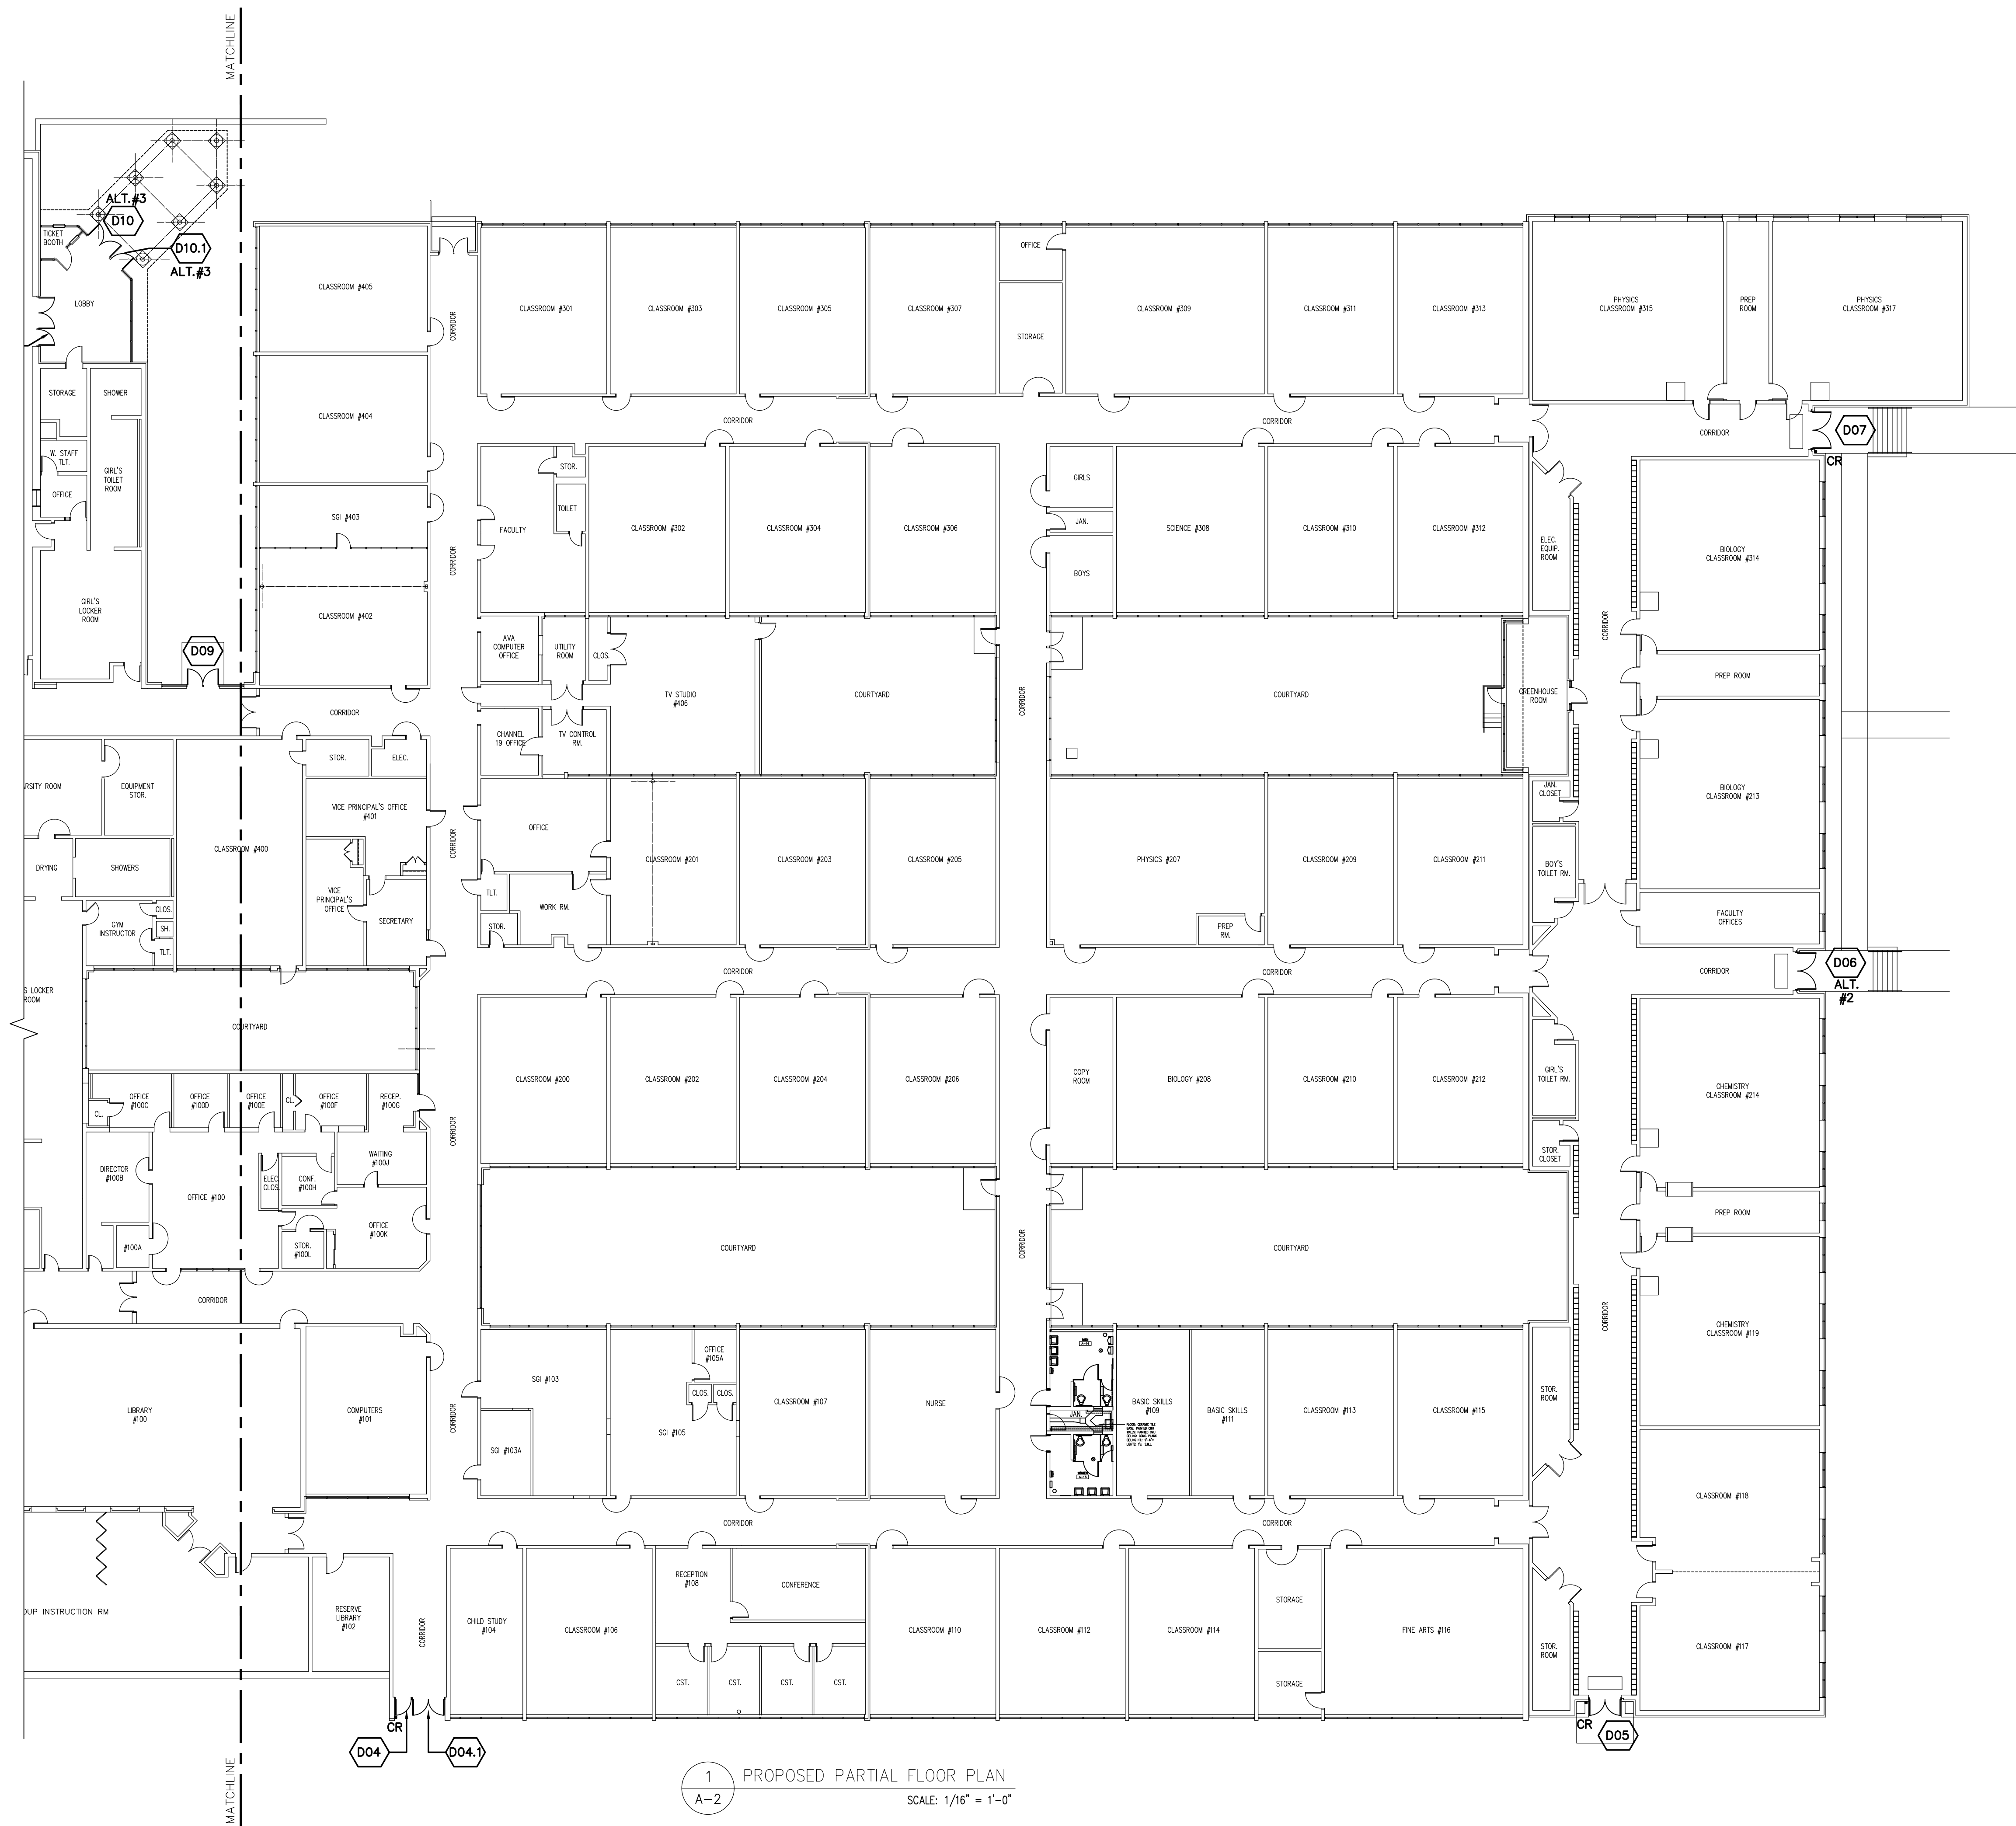 MATCHLINE
ALT.#3
D10
TICKET
BOOTH
D10.1
ALT.#3
LOBBY
OFFICE
CLASSROOM #405
CORRIDOR
CLASSROOM #301
CLASSROOM #303
CLASSROOM #305
CLASSROOM #307
STORAGE
CLASSROOM #309
CLASSROOM #311
CLASSROOM #313
PHYSICS
CLASSROOM #315
PREP
ROOM
PHYSICS
CLASSROOM #317
STORAGE
SHOWER
CLASSROOM #404
CORRIDOR
CORRIDOR
CORRIDOR
D07
CR
W. STAFF
TLT.
GIRL'S
TOILET
ROOM
OFFICE
SGI #403
FACULTY
STOR.
TOILET
CLASSROOM #302
CLASSROOM #304
CLASSROOM #306
GIRLS
JAN.
BOYS
SCIENCE #308
CLASSROOM #310
CLASSROOM #312
ELEC.
EQUIP.
ROOM
BIOLOGY
CLASSROOM #314
CORRIDOR
GIRL'S
LOCKER
ROOM
CLASSROOM #402
CORRIDOR
D09
AVA
COMPUTER
OFFICE
UTILITY
ROOM
CLOS.
TV STUDIO
#406
COURTYARD
CORRIDOR
COURTYARD
GREENHOUSE
ROOM
PREP ROOM
CORRIDOR
CHANNEL
19 OFFICE
TV CONTROL
RM.
RSITY ROOM
EQUIPMENT
STOR.
STOR.
ELEC.
VICE PRINCIPAL'S OFFICE
#401
OFFICE
JAN.
CLOSET
BIOLOGY
CLASSROOM #213
DRYING
SHOWERS
CLASSROOM #400
CORRIDOR
CLASSROOM #201
CLASSROOM #203
CLASSROOM #205
PHYSICS #207
CLASSROOM #209
CLASSROOM #211
BOY'S
TOILET RM.
VICE
PRINCIPAL'S
OFFICE
SECRETARY
TLT.
WORK RM.
STOR.
PREP
RM.
FACULTY
OFFICES
GYM
INSTRUCTOR
CLOS.
SH.
TLT.
CORRIDOR
CORRIDOR
CORRIDOR
D06
ALT.
#2
S LOCKER
ROOM
COURTYARD
CLASSROOM #200
CLASSROOM #202
CLASSROOM #204
CLASSROOM #206
COPY
ROOM
BIOLOGY #208
CLASSROOM #210
CLASSROOM #212
GIRL'S
TOILET RM.
CHEMISTRY
CLASSROOM #214
CL.
OFFICE
#100C
OFFICE
#100D
OFFICE
#100E
CL.
OFFICE
#100F
RECEP.
#100G
CORRIDOR
DIRECTOR
#100B
OFFICE #100
ELEC.
CLOS.
CONF.
#100H
WAITING
#100J
STOR.
CLOSET
PREP ROOM
#100A
STOR.
#100L
OFFICE
#100K
COURTYARD
CORRIDOR
COURTYARD
CORRIDOR
CORRIDOR
CHEMISTRY
CLASSROOM #119
LIBRARY
#100
COMPUTERS
#101
CORRIDOR
SGI #103
SGI #103A
SGI #105
OFFICE
#105A
CLOS.
CLOS.
CLASSROOM #107
NURSE
MEN
JAN.
WOMEN
BASIC SKILLS
#109
BASIC SKILLS
#111
CLASSROOM #113
CLASSROOM #115
STOR.
ROOM
CLASSROOM #118
CORRIDOR
CORRIDOR
OUP INSTRUCTION RM
RESERVE
LIBRARY
#102
CORRIDOR
CHILD STUDY
#104
CLASSROOM #106
RECEPTION
#108
CONFERENCE
CST.
CST.
CST.
CST.
CLASSROOM #110
CLASSROOM #112
CLASSROOM #114
STORAGE
STORAGE
FINE ARTS #116
STOR.
ROOM
CLASSROOM #117
CR
D04
D04.1
CR
D05
MATCHLINE
1
A-2
PROPOSED PARTIAL FLOOR PLAN
SCALE: 1/16" = 1'-0"